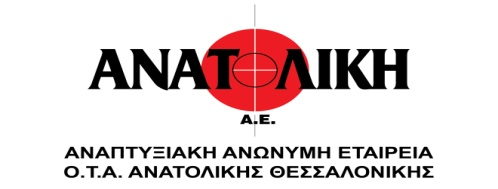 ΑΝΑΤΟΛΙΚΗ
Α.Ε.
ΑΝΑΠΤΥΞΙΑΚΗ ΑΝΩΝΥΜΗ ΕΤΑΙΡΕΙΑ
Ο.Τ.Α. ΑΝΑΤΟΛΙΚΗΣ ΘΕΣΣΑΛΟΝΙΚΗΣ